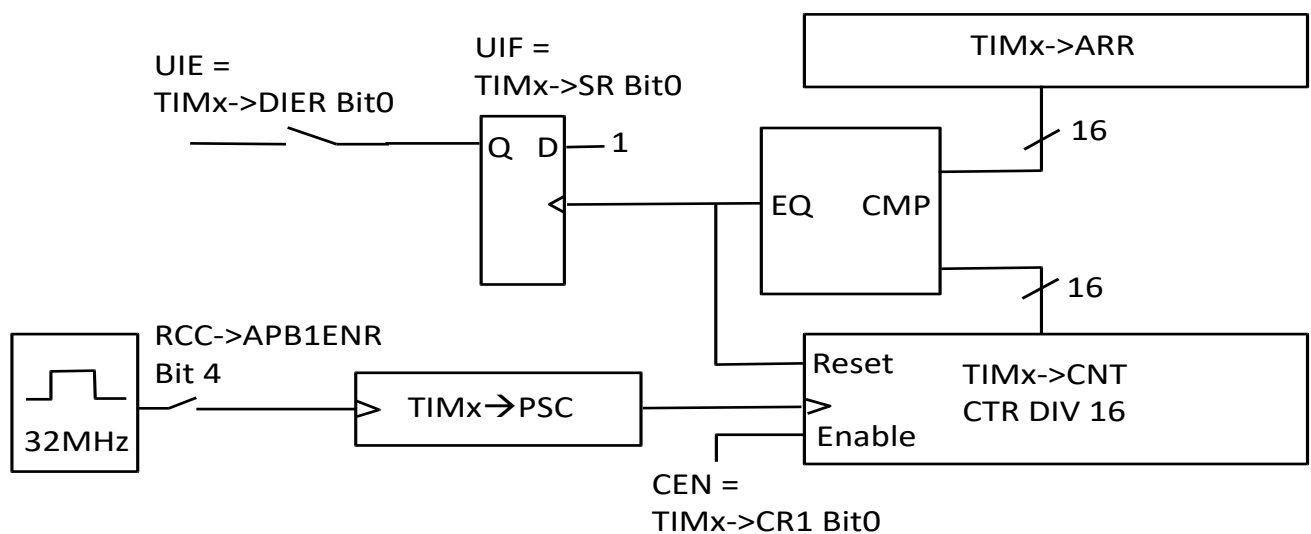 TIMx->ARR
UIE =
TIMx->DIER Bit0
UIF =
TIMx->SR Bit0
16
Q D 1
EQ CMP
16
RCC->APB1ENR
Bit 4
32MHz
TIMx→PSC
Reset
Enable
TIMx->CNT
CTR DIV 16
CEN =
TIMx->CR1 Bit0